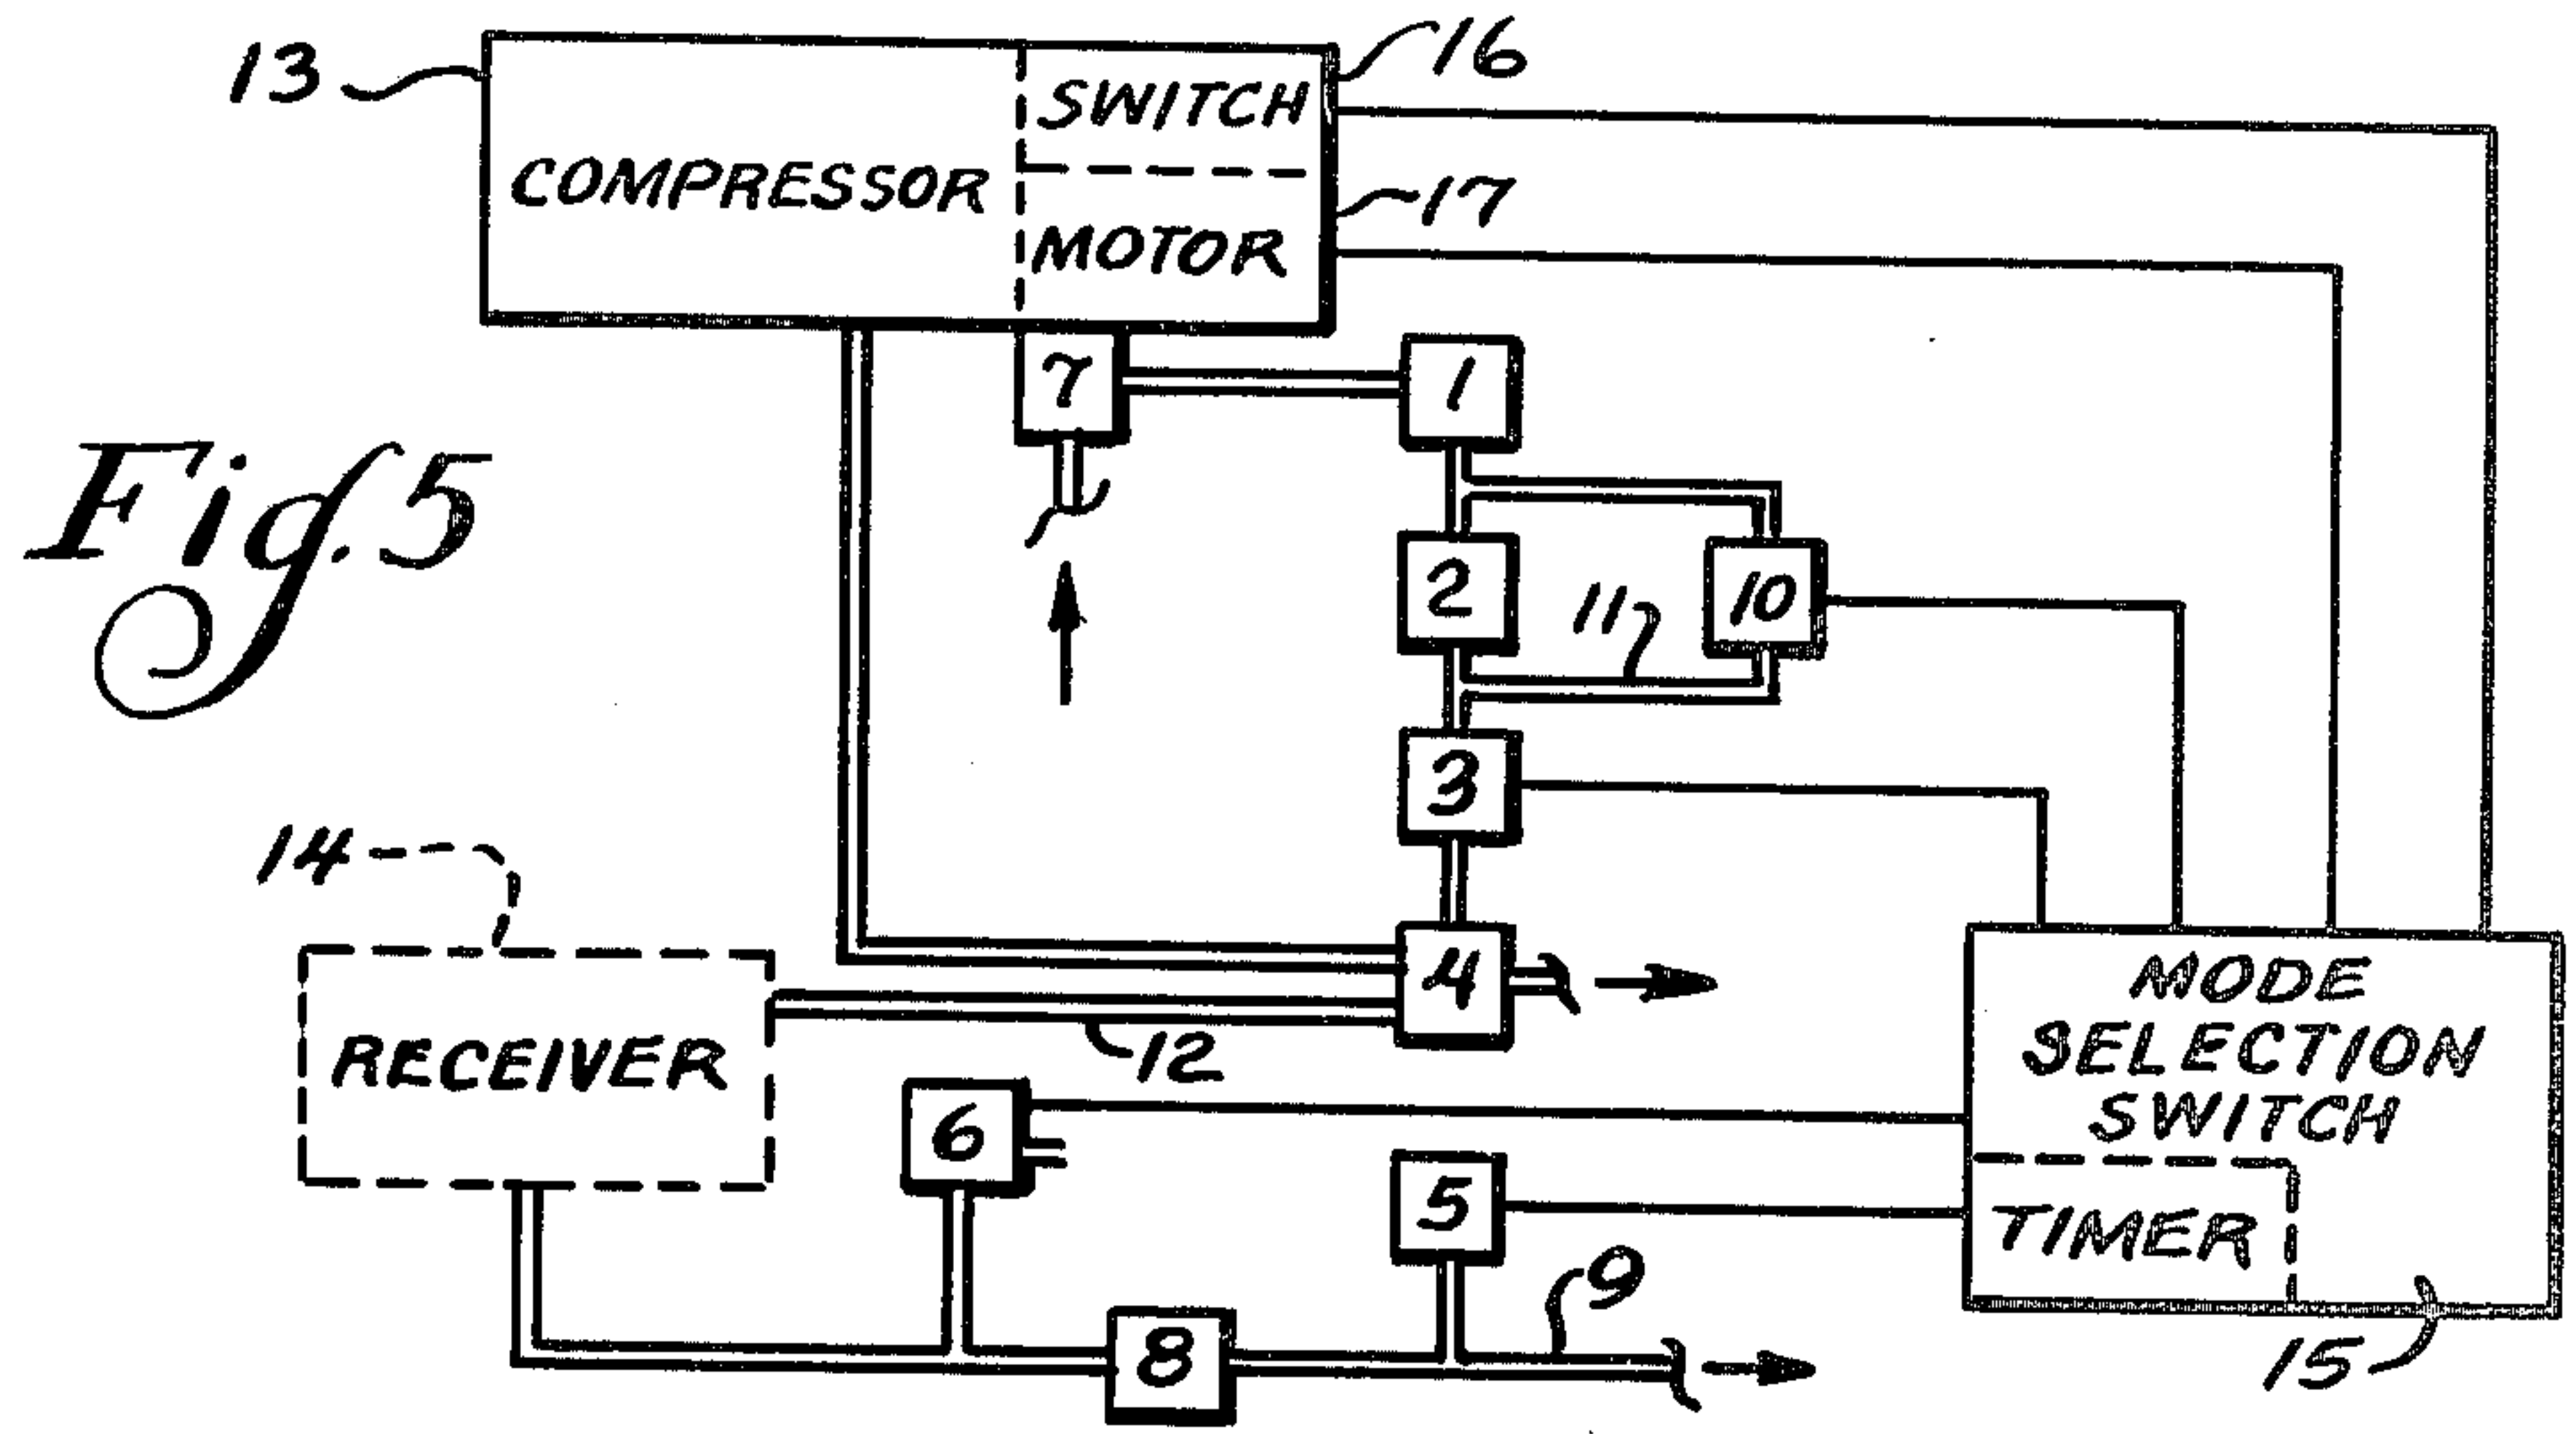 13
16
SWITCH
COMPRESSOR
17
MOTOR
7
1
Fig. 5
2
11
10
3
14
4
MODE
SELECTION
SWITCH
RECEIVER
12
6
5
TIMER
9
8
15